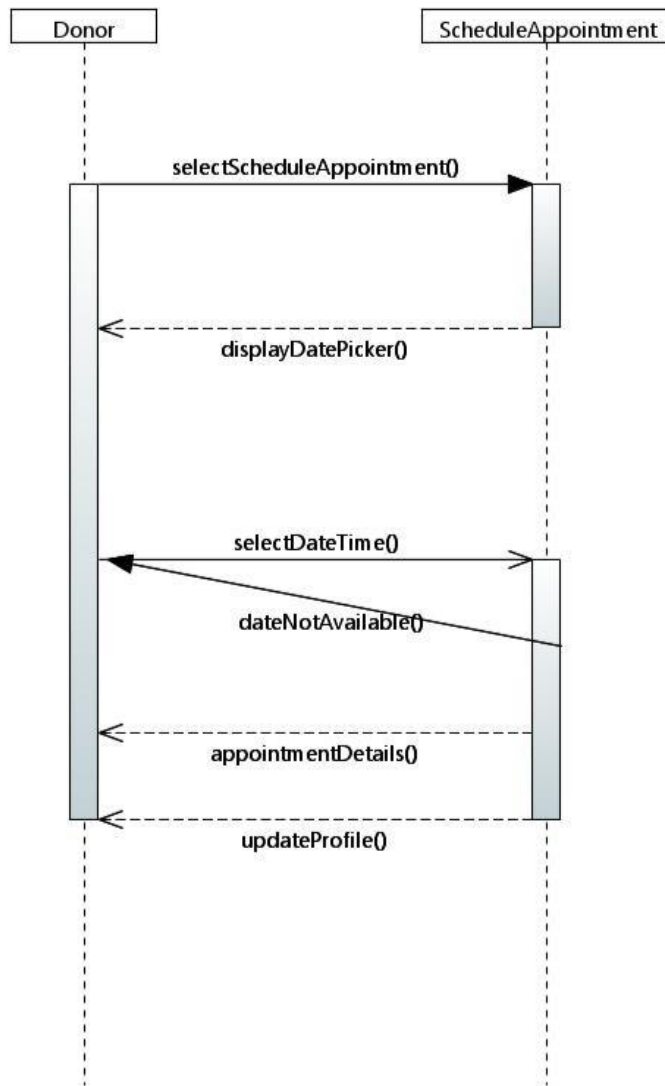 Donor
ScheduleAppointment
selectScheduleAppointment()
displayDatePicker()
selectDateTime()
dateNotAvailable()
appointmentDetails()
updateProfile()